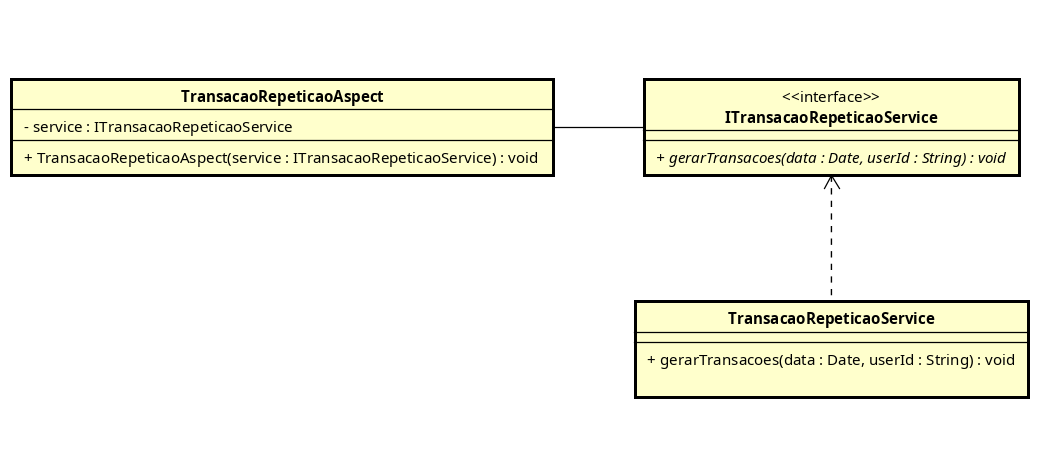 TransacaoRepeticaoAspect
- service : ITransacaoRepeticaoService
+ TransacaoRepeticaoAspect(service : ITransacaoRepeticaoService) : void
<<interface>>
ITransacaoRepeticaoService
+ gerarTransacoes(data : Date, userId : String) : void
TransacaoRepeticaoService
+ gerarTransacoes(data : Date, userId : String) : void